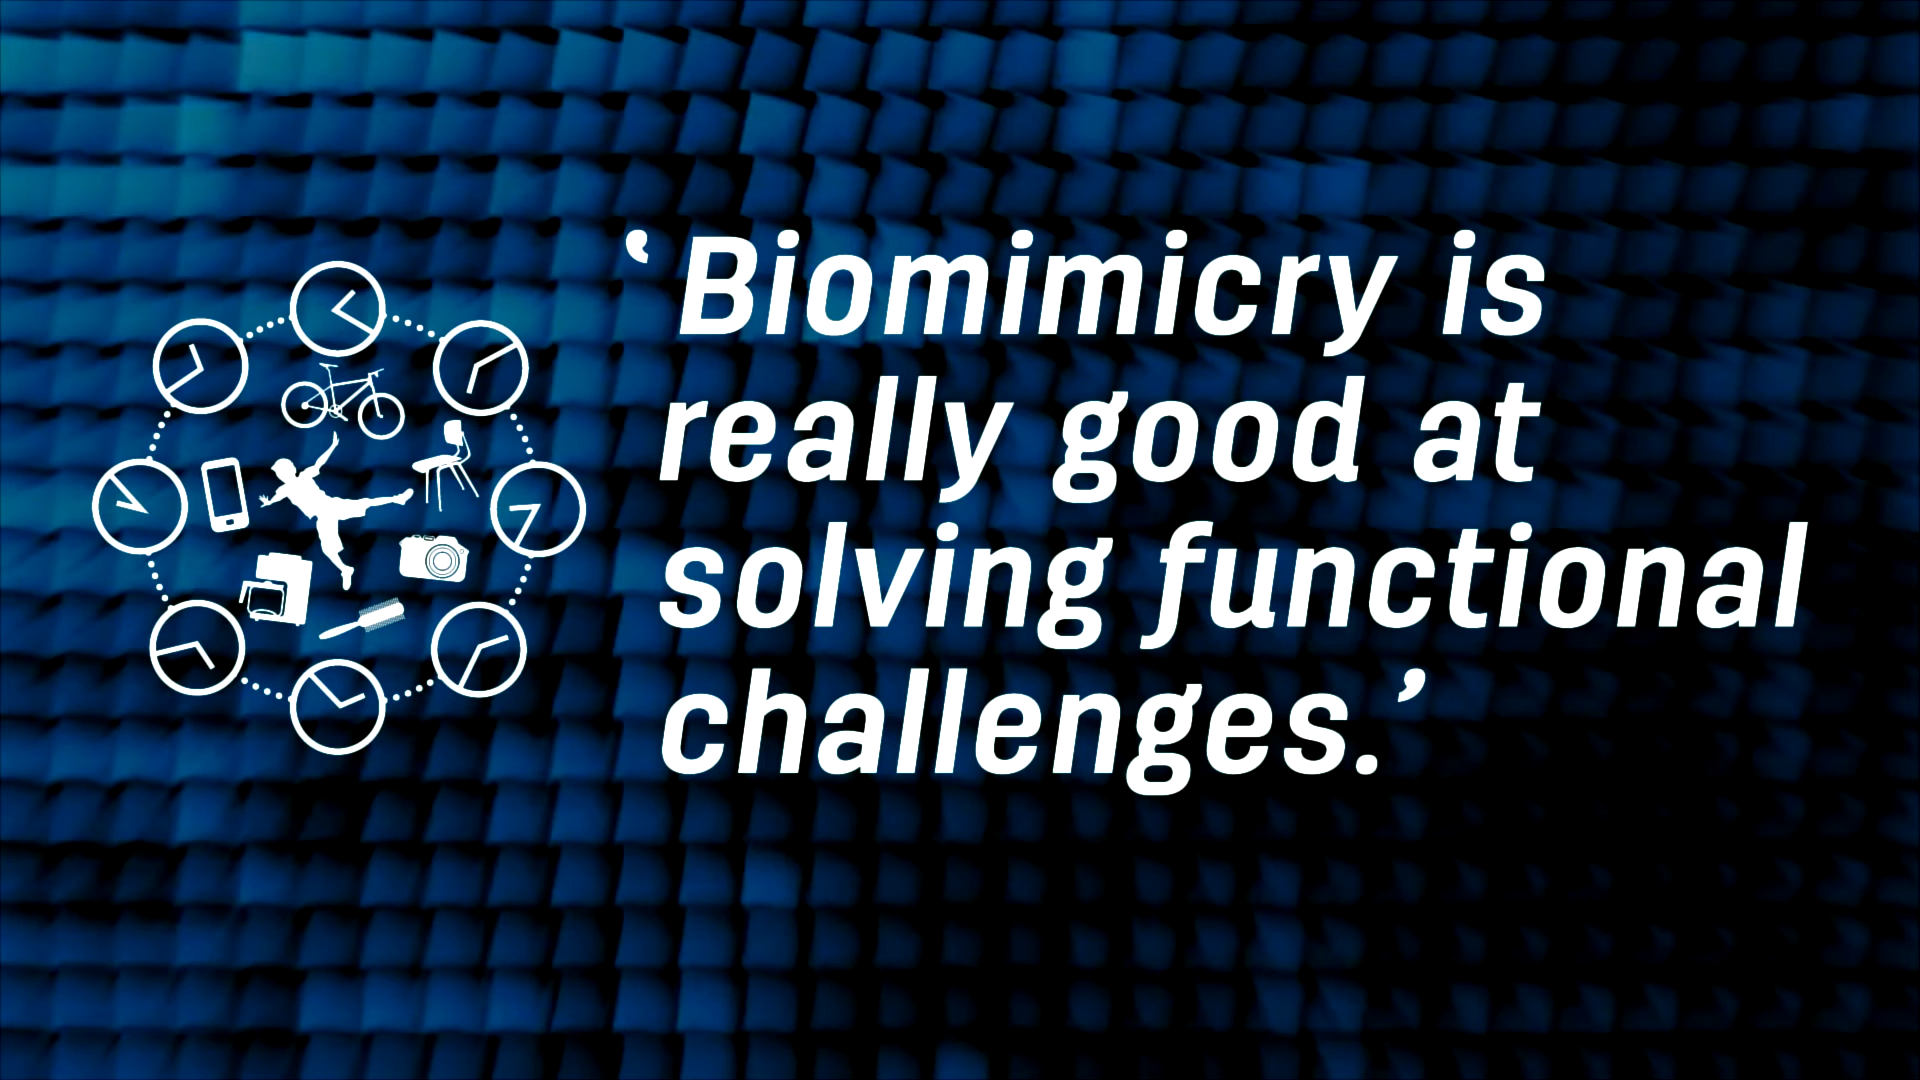 ‘Biomimicry is
really good at
solving functional
challenges.’